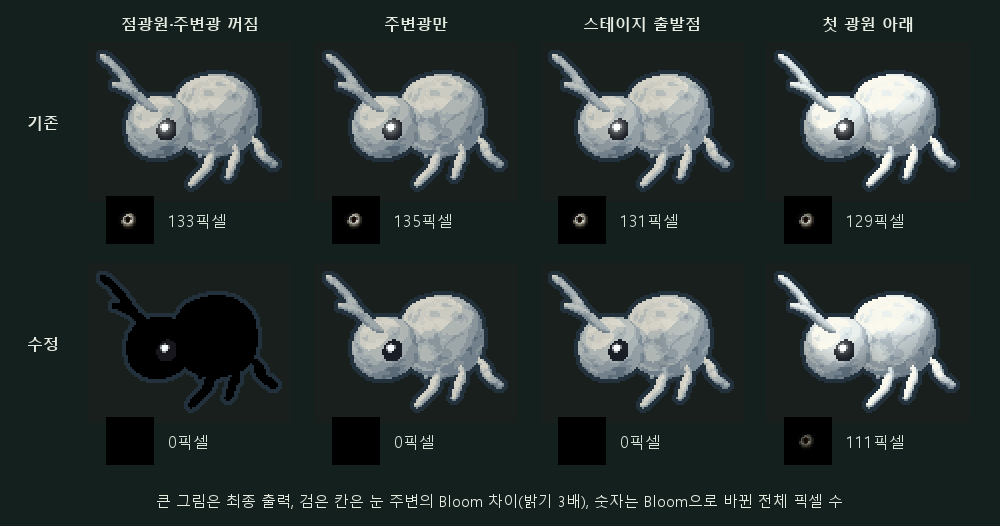 점광원·주변광 꺼짐
주변광만
스테이지 출발점
첫 광원 아래
기존
133픽셀
135픽셀
131픽셀
129픽셀
수정
0픽셀
0픽셀
0픽셀
111픽셀
큰 그림은 최종 출력, 검은 칸은 눈 주변의 Bloom 차이(밝기 3배), 숫자는 Bloom으로 바뀐 전체 픽셀 수